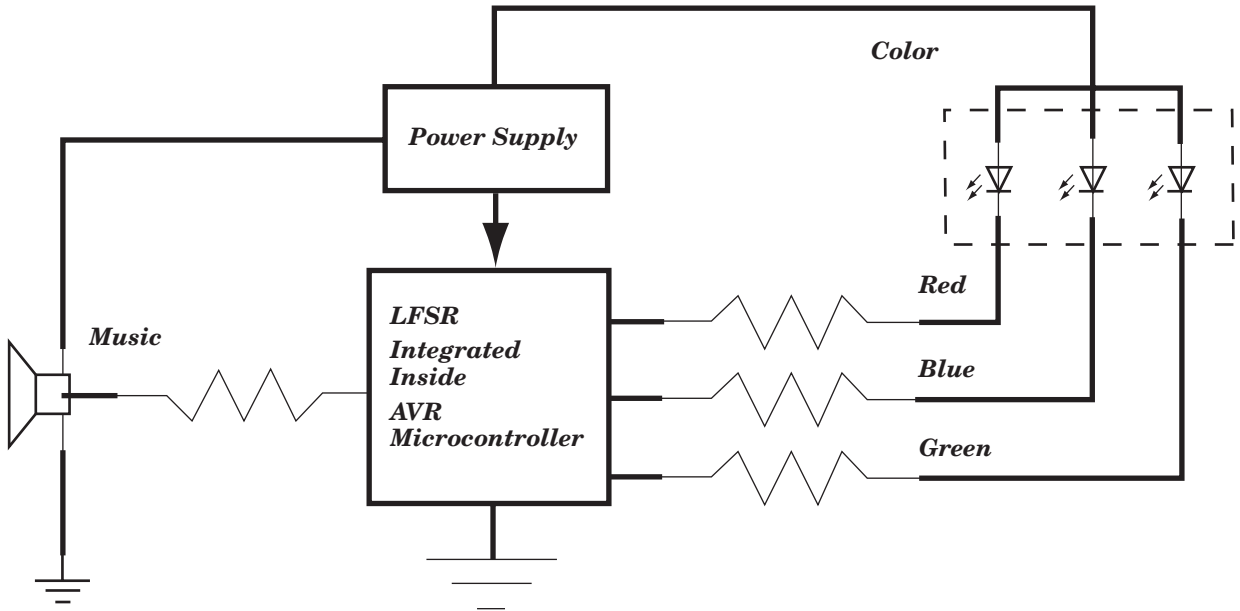 Color
Power Supply
Red
LFSR
Music
Integrated
Inside
Blue
AVR
Microcontroller
Green